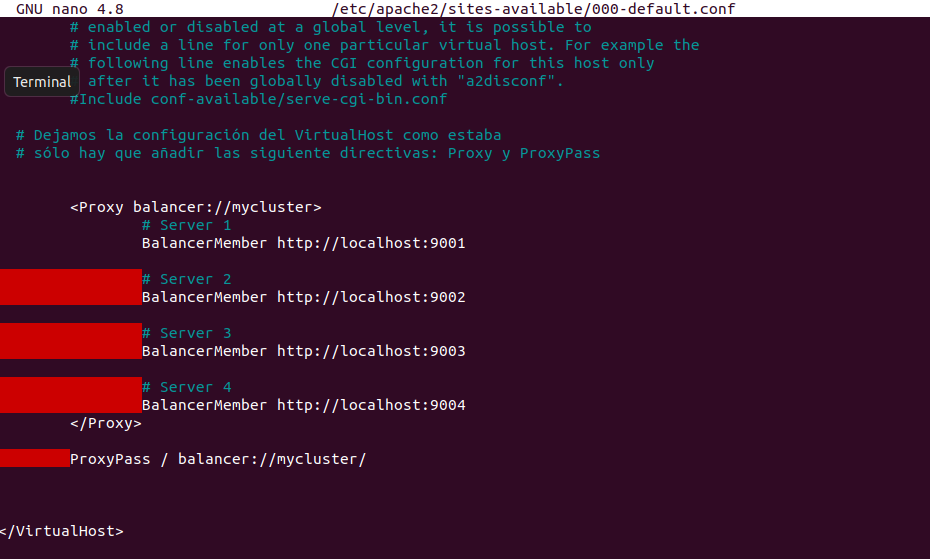 GNU nano 4.8 /etc/apache2/sites-available/000-default.conf
# enabled or disabled at a global level, it is possible to
# include a line for only one particular virtual host. For example the
# following line enables the CGI configuration for this host only
Terminal
after it has been globally disabled with "a2disconf".
#Include conf-available/serve-cgi-bin.conf
# Dejamos la configuración del VirtualHost como estaba
# sólo hay que añadir las siguiente directivas: Proxy y ProxyPass
<Proxy balancer://mycluster>
# Server 1
BalancerMember http://localhost:9001
# Server 2
BalancerMember http://localhost:9002
# Server 3
BalancerMember http://localhost:9003
# Server 4
BalancerMember http://localhost:9004
</Proxy>
ProxyPass / balancer://mycluster/
</VirtualHost>